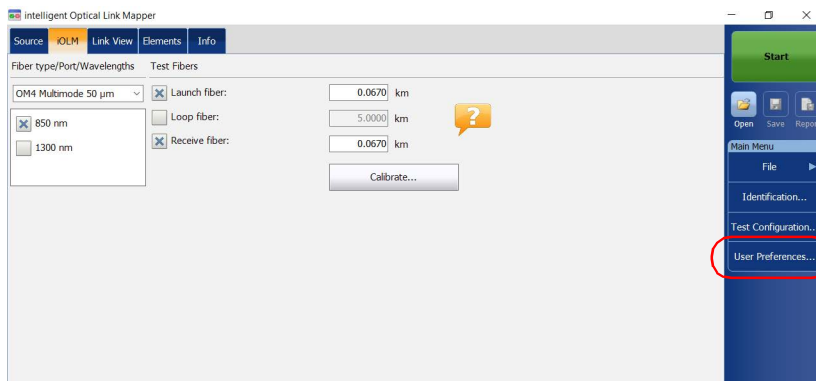 intelligent Optical Link Mapper
Source iOLM Link View Elements Info
Start
Fiber type/Port/Wavelengths Test Fibers
OM4 Multimode 50 µm
Launch fiber: 0.0670 km
Loop fiber: 5.0000 km
Receive fiber: 0.0670 km
850 nm
1300 nm
Calibrate...
?
Open Save Repor
Main Menu
File
Identification...
Test Configuration..
User Preferences...